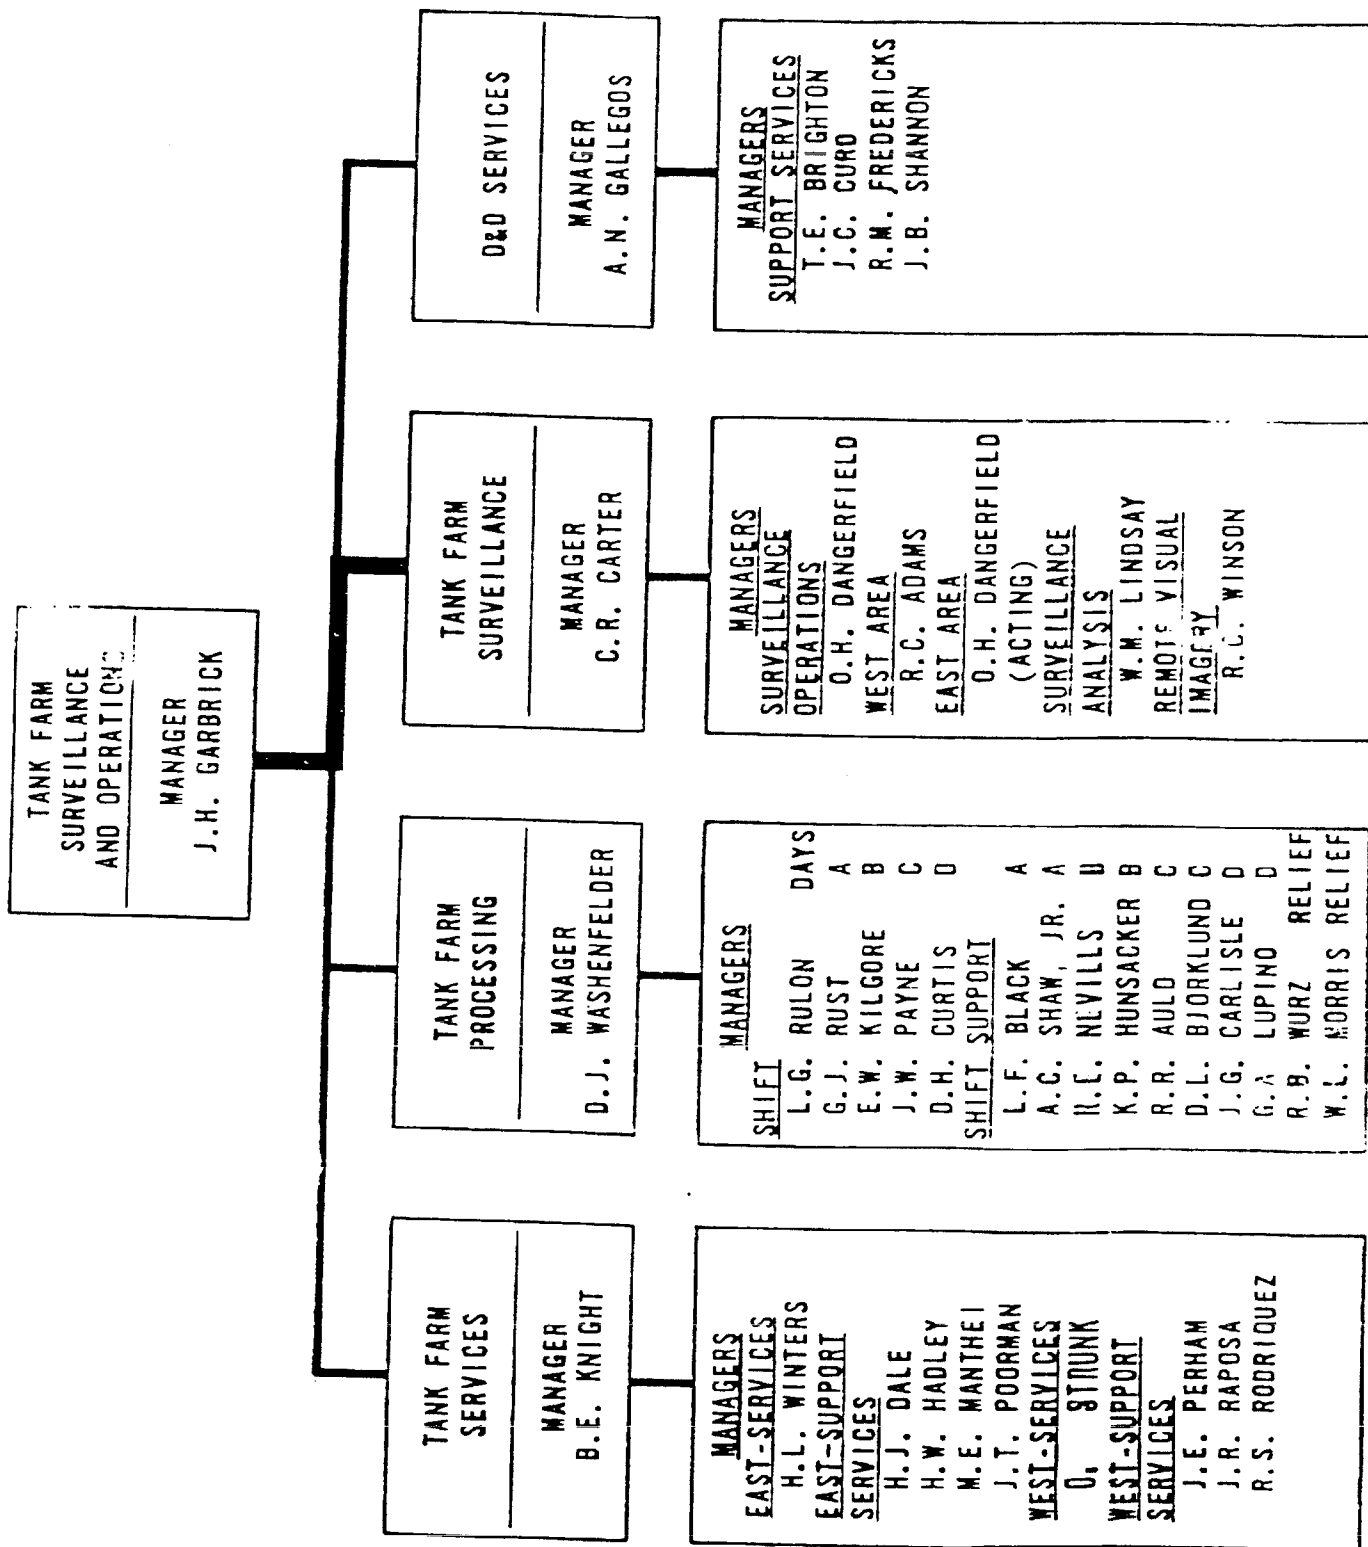 TANK FARM
SURVEILLANCE
AND OPERATIONS
MANAGER
J.H. GARBRICK
TANK FARM
SERVICES
MANAGER
B.E. KNIGHT
MANAGERS
EAST-SERVICES
H.L. WINTERS
EAST-SUPPORT
SERVICES
H.J. DALE
H.W. HADLEY
M.E. MANTHEI
J.T. POORMAN
WEST-SERVICES
STRUNK
WEST-SUPPORT
SERVICES
J.E. PERHAM
J.R. RAPOSA
R.S. RODRIQUEZ
TANK FARM
PROCESSING
MANAGER
D.J. WASHENFELDER
MANAGERS
SHIFT
L.G. RULON DAYS
G.J. RUST A
E.W. KILGORE B
J.W. PAYNE C
D.H. CURTIS D
SHIFT SUPPORT
L.F. BLACK A
A.C. SHAW, JR. A
NEVILLS B
K.P. HUNSACKER B
R.R. AULD C
D.L. BJORKLUND C
J.G. CARLISLE D
G.A LUPINO D
R.B. WURZ RELIEF
W.L. MORRIS RELIEF
TANK FARM
SURVEILLANCE
MANAGER
C.R. CARTER
MANAGERS
SURVEILLANCE
OPERATIONS
O.H. DANGERFIELD
WEST AREA
R.C. ADAMS
EAST AREA
O.H. DANGERFIELD
(ACTING)
SURVEILLANCE
ANALYSIS
W.M. LINDSAY
REMOTE VISUAL
IMAGERY
R.C. WINSON
D&D SERVICES
MANAGER
A.N. GALLEGOS
MANAGERS
SUPPORT SERVICES
T.E. BRIGHTON
J.C. CURO
R.M. FREDERICKS
J.B. SHANNON